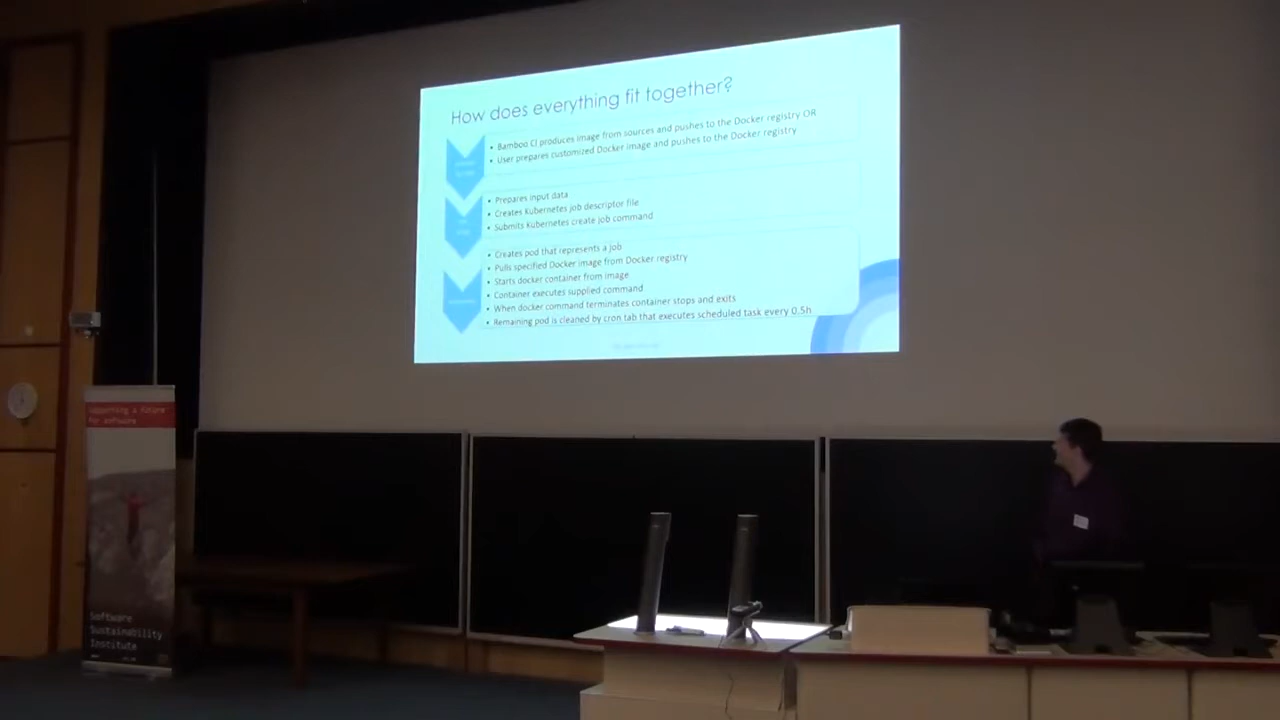 How does everything fit together?
• Bamboo CI produces image from sources and pushes to the Docker registry OR
• User prepares customized Docker image and pushes to the Docker registry
• Prepares input data
• Creates Kubernetes job descriptor file
• Submits Kubernetes create job command
• Creates pod that represents a job
• Pulls specified Docker image from Docker registry
• Starts docker container from image
• Container executes supplied command
• When docker command terminates container stops and exits
• Remaining pod is cleaned by cron tab that executes scheduled task every 0.5h
Supporting a future
for software
Software
Sustainability
Institute